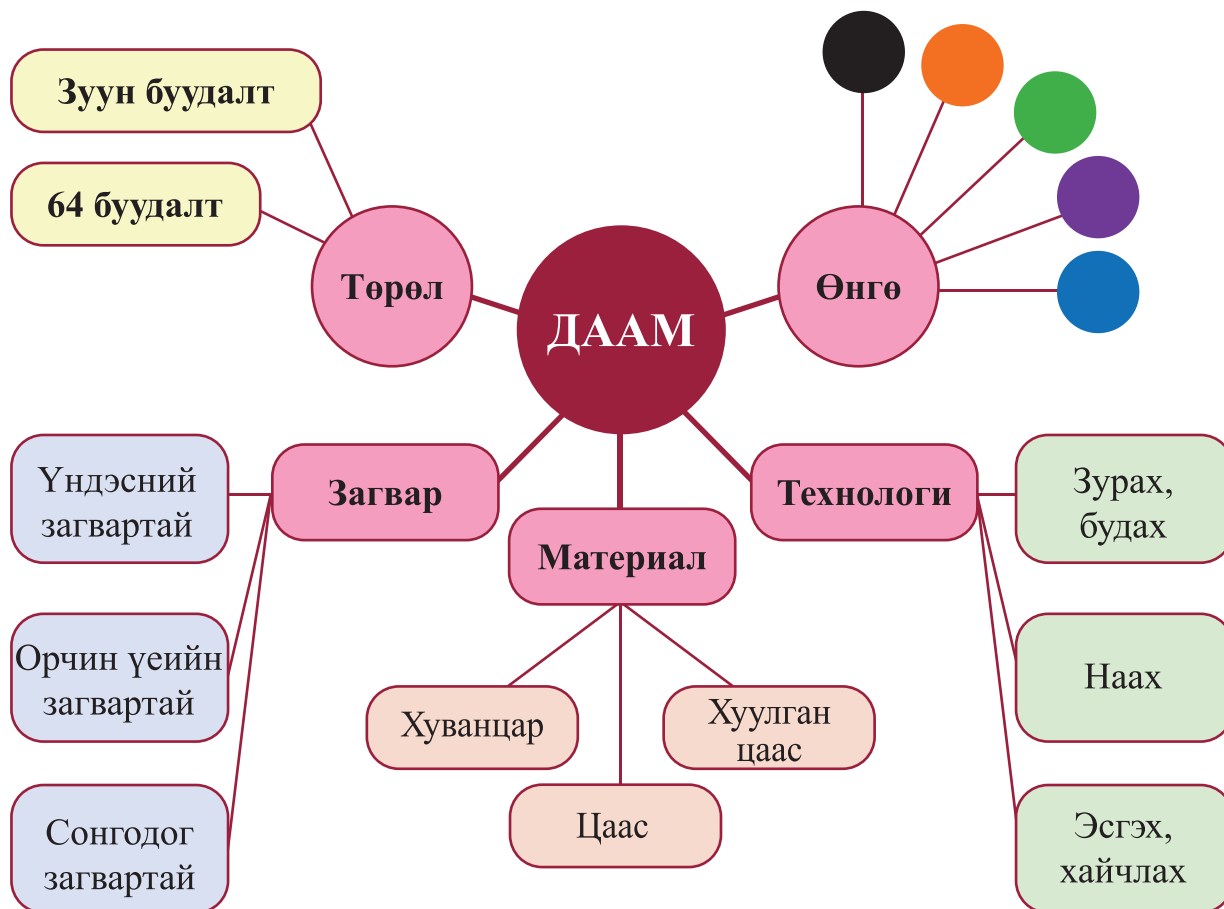 Зуун буудалт
64 буудалт
Төрөл
ДААМ
Өнгө
Загвар
Үндэсний
загвартай
Орчин үеийн
загвартай
Сонгодог
загвартай
Материал
Хуванцар
Цаас
Хуулган
цаас
Технологи
Зурах,
будах
Наах
Эсгэх,
хайчлах